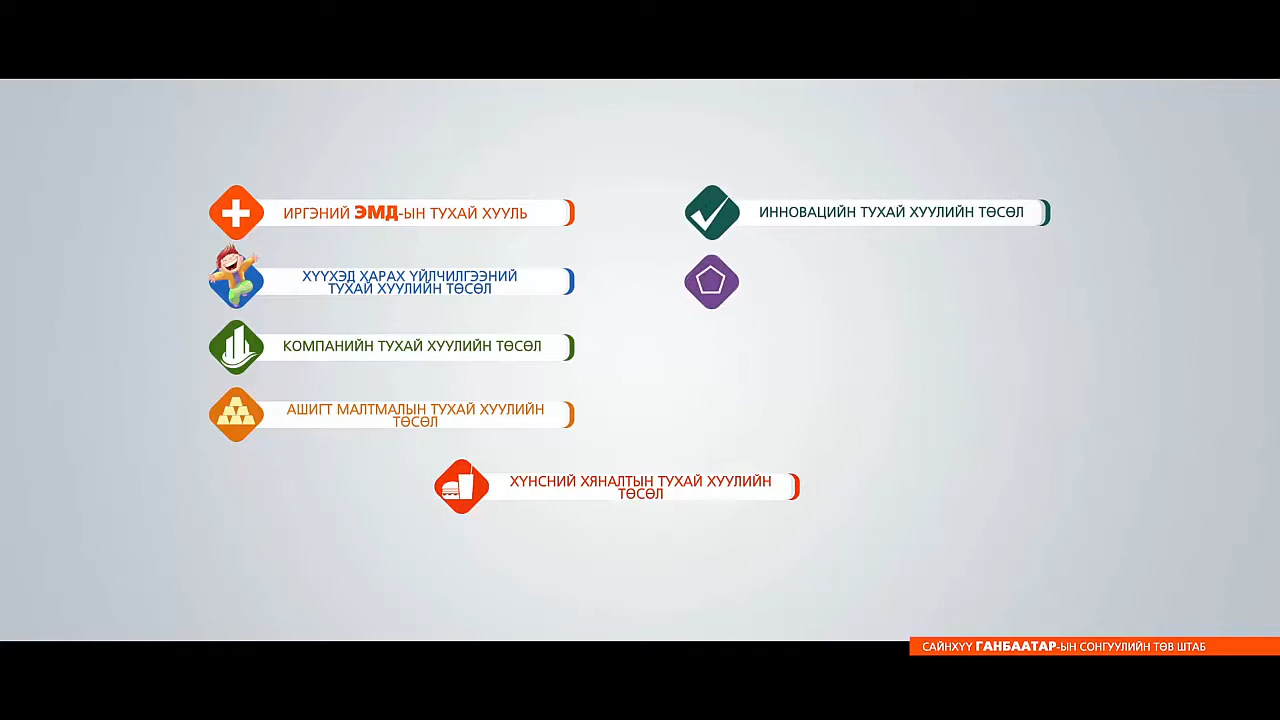 ИРГЭНИЙ ЭМД-ЫН ТУХАЙ ХУУЛЬ
ХҮҮХЭД ХАРАХ ҮЙЛЧИЛГЭЭНИЙ
ТУХАЙ ХУУЛИЙН ТӨСӨЛ
КОМПАНИЙН ТУХАЙ ХУУЛИЙН ТӨСӨЛ
АШИГТ МАЛТМАЛЫН ТУХАЙ ХУУЛИЙН
ТӨСӨЛ
ИННОВАЦИЙН ТУХАЙ ХУУЛИЙН ТӨСӨЛ
ХҮНСНИЙ ХЯНАЛТЫН ТУХАЙ ХУУЛИЙН
ТӨСӨЛ
САЙНХҮҮ ГАНБААТАР-ЫН СОНГУУЛИЙН ТӨВ ШТАБ